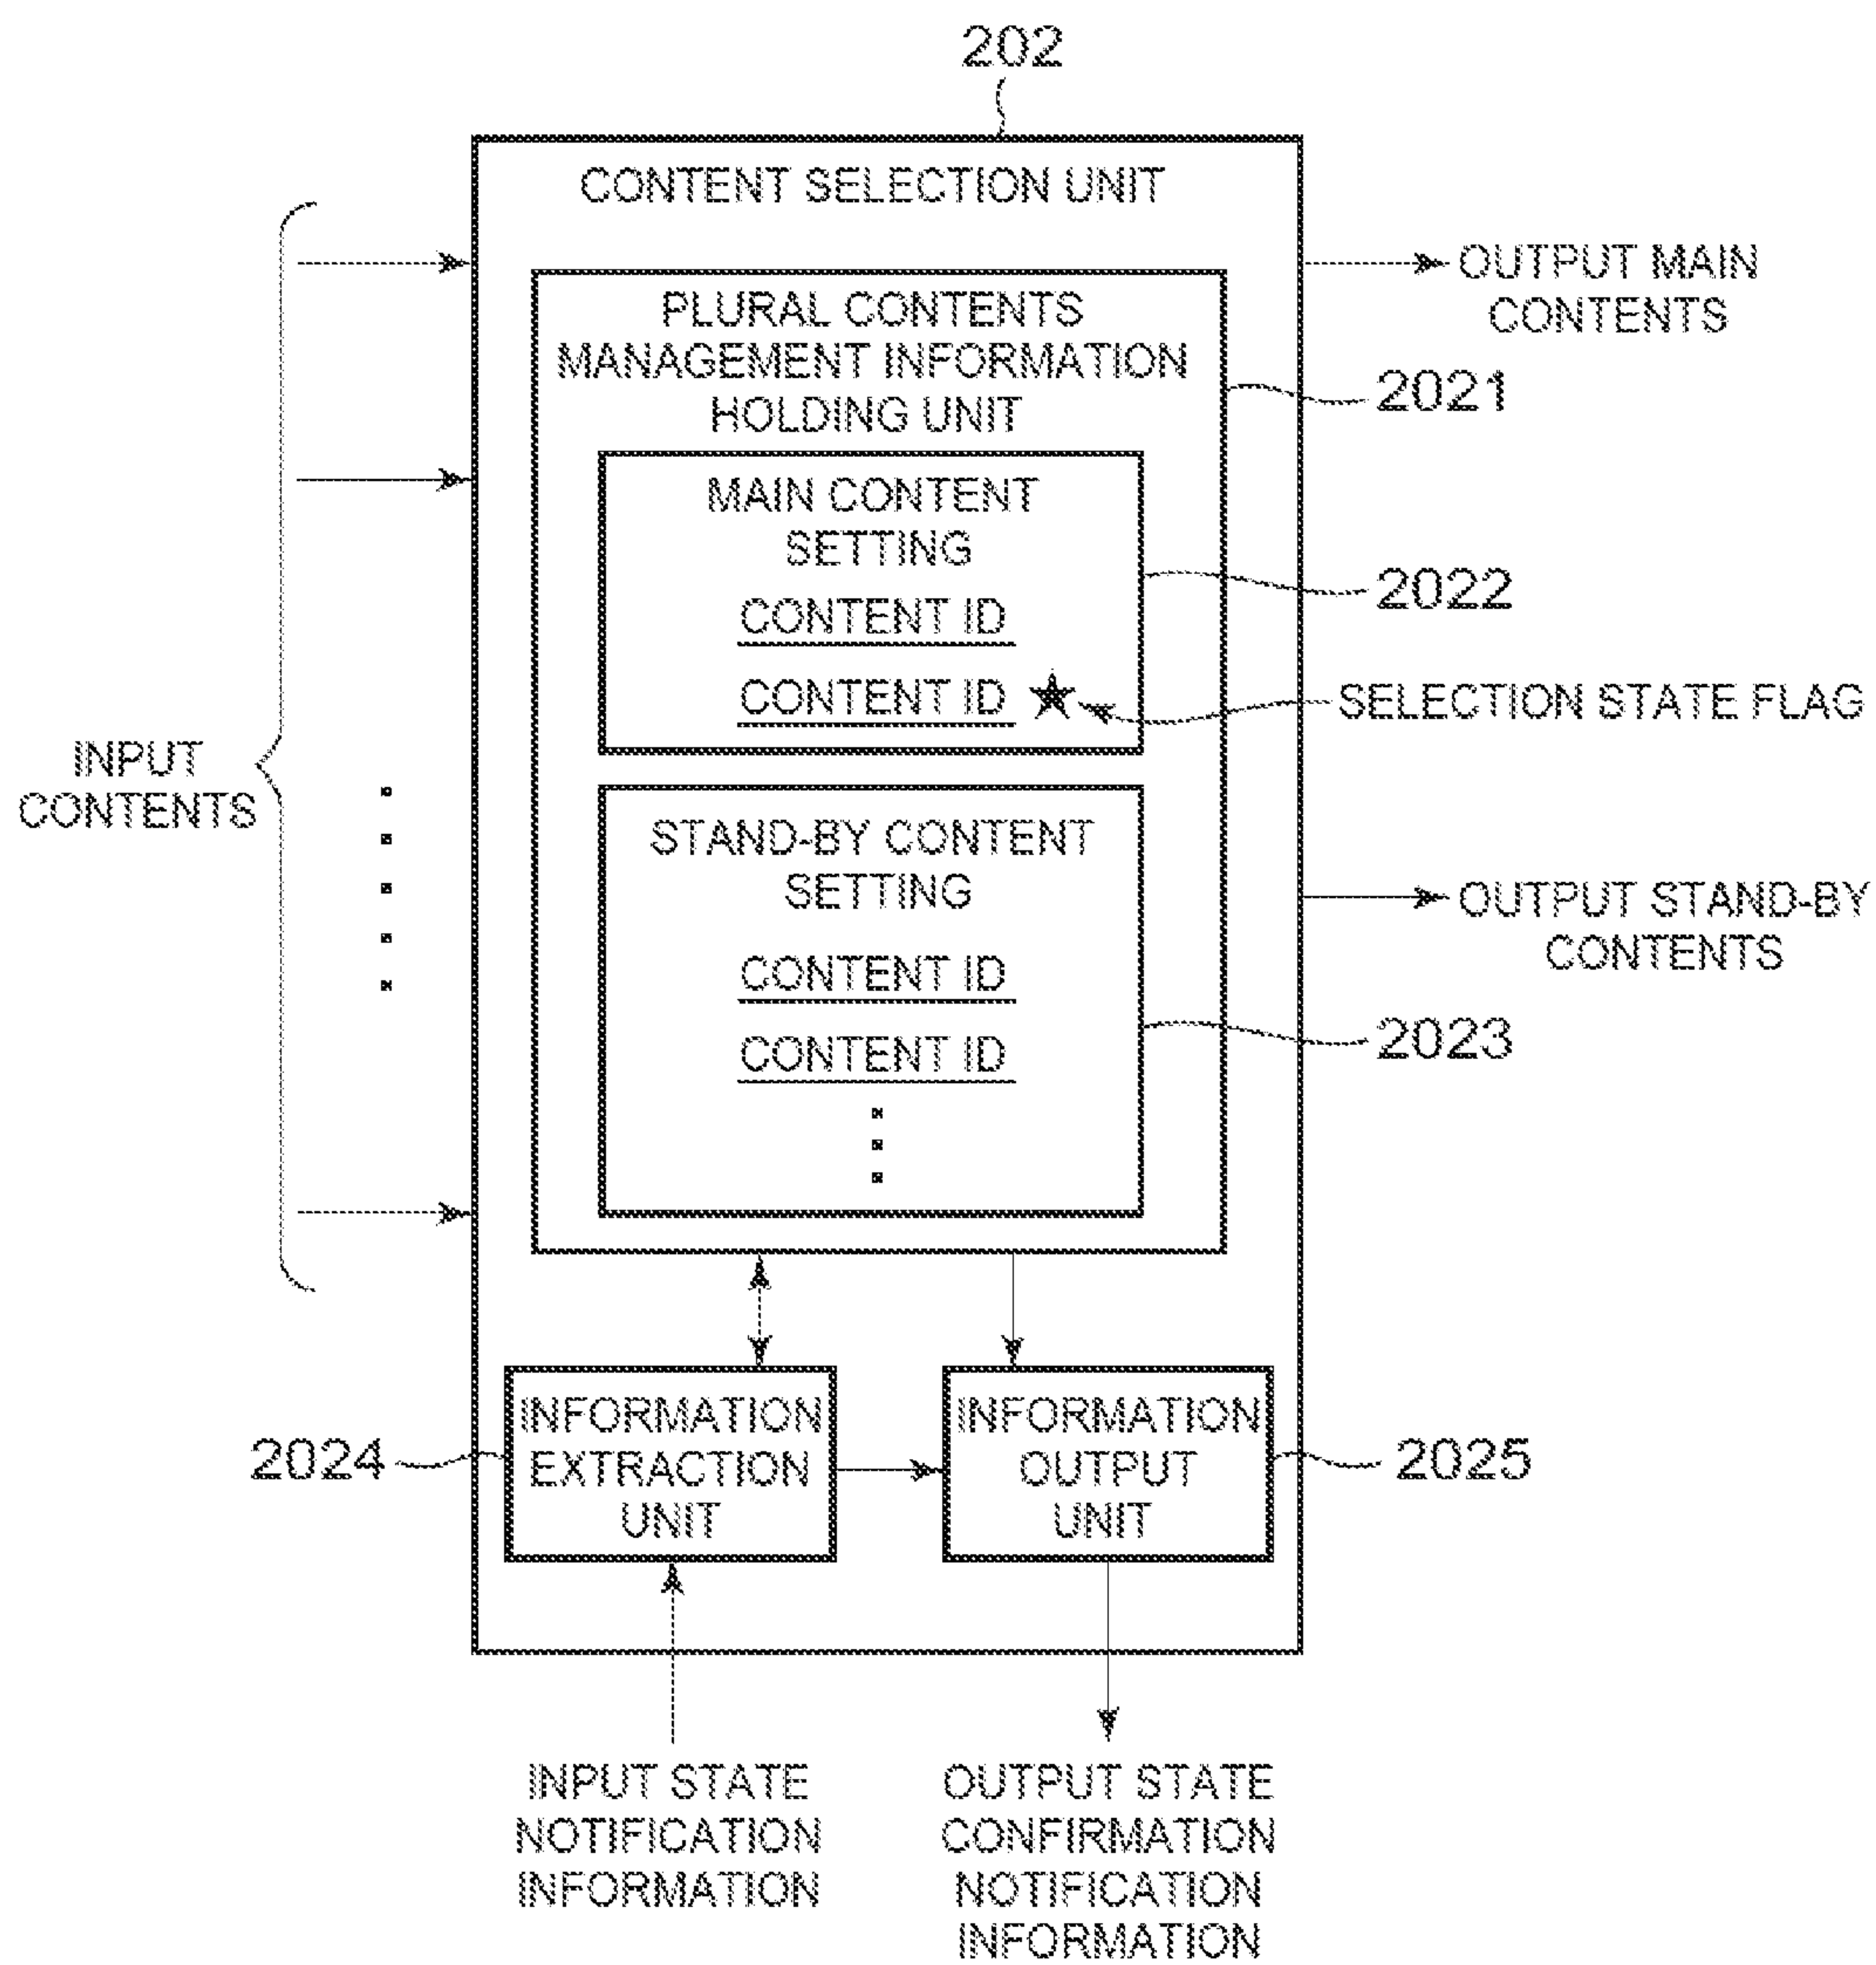 202
CONTENT SELECTION UNIT
OUTPUT MAIN
CONTENTS
PLURAL CONTENTS
MANAGEMENT INFORMATION
HOLDING UNIT
2021
MAIN CONTENT
SETTING
2022
CONTENT ID
CONTENT ID
SELECTION STATE FLAG
INPUT
CONTENTS
STAND-BY CONTENT
SETTING
OUTPUT STAND-BY
CONTENTS
CONTENT ID
CONTENT ID
2023
2024
INFORMATION
EXTRACTION
UNIT
INFORMATION
OUTPUT
UNIT
2025
INPUT STATE
NOTIFICATION
INFORMATION
OUTPUT STATE
CONFIRMATION
NOTIFICATION
INFORMATION